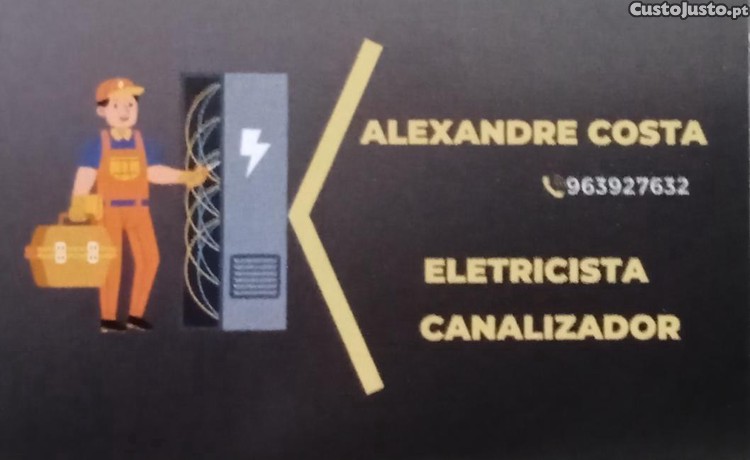 CustoJusto.pt
ALEXANDRE COSTA
963927632
ELETRICISTA
CANALIZADOR